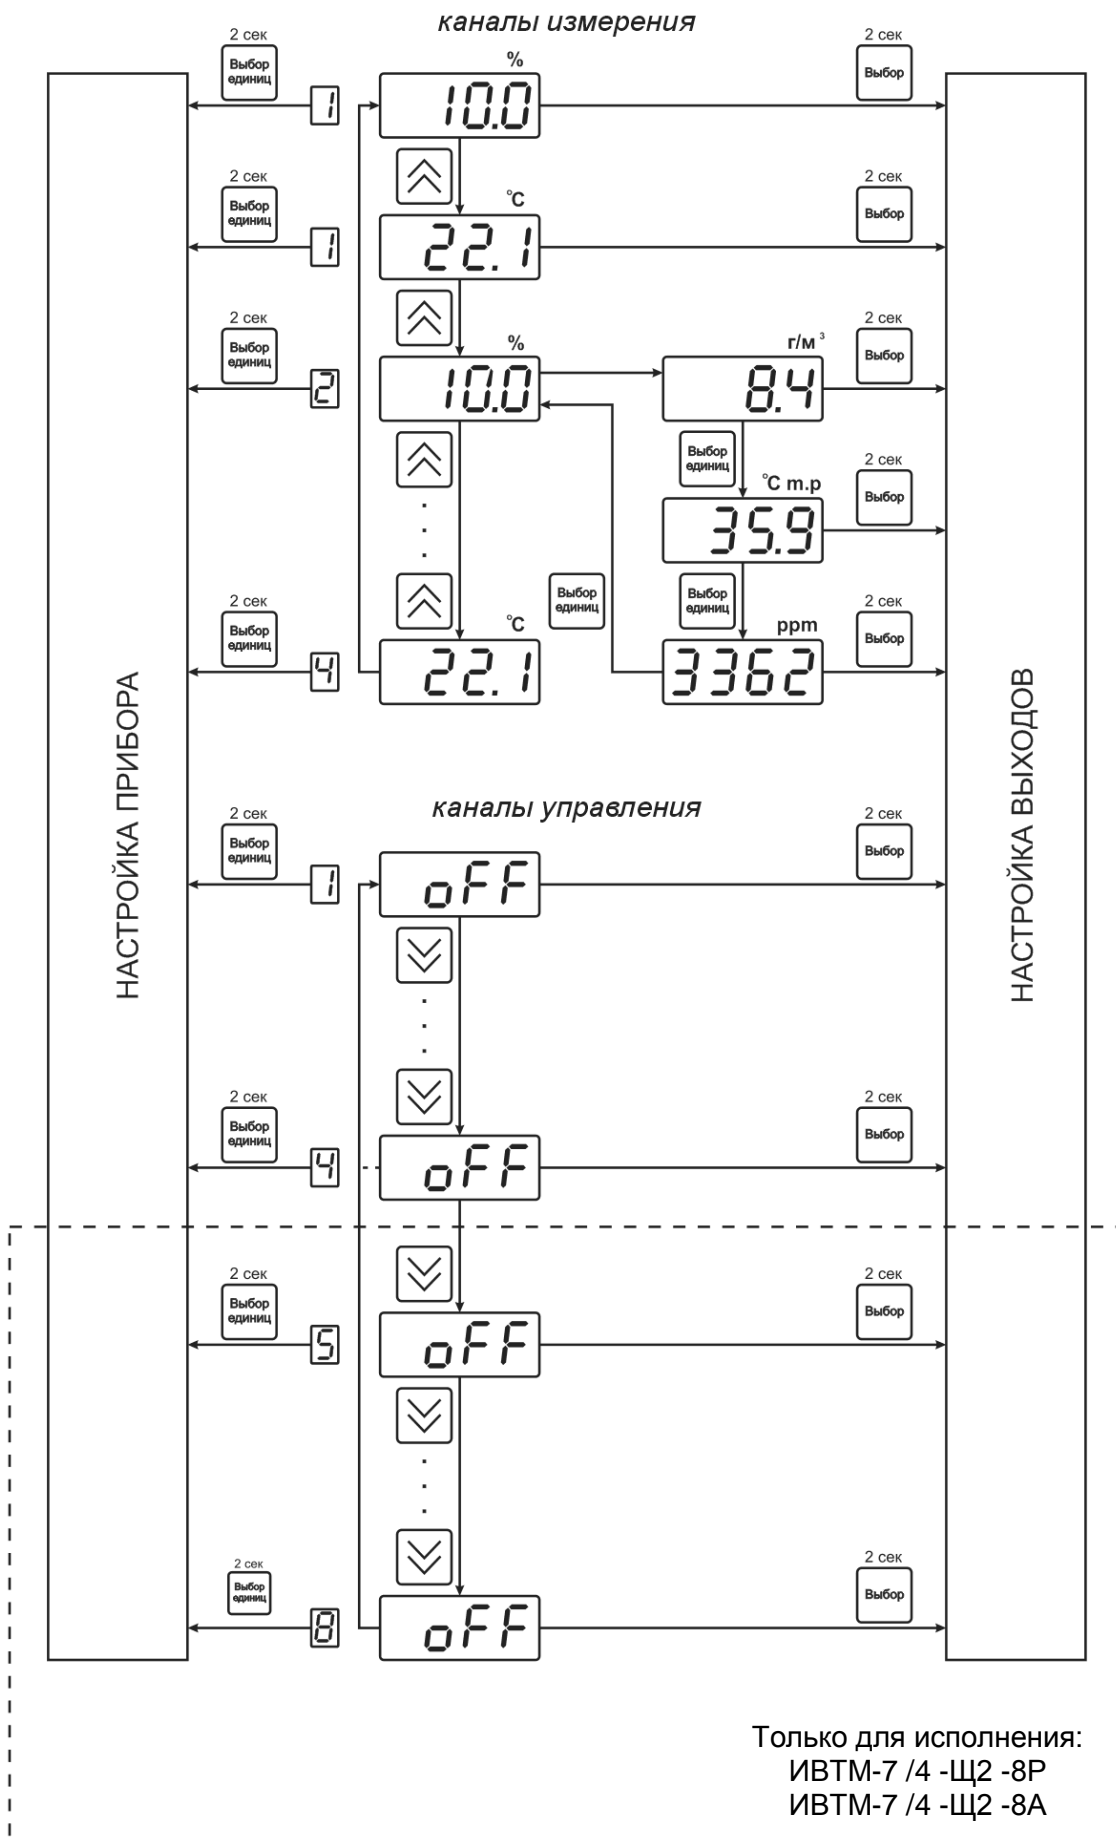 каналы измерения
2 сек
Выбор
единиц
1
%
10.0
2 сек
Выбор
2 сек
Выбор
единиц
1
°C
22.1
2 сек
Выбор
2 сек
Выбор
единиц
2
%
10.0
г/м³
8.4
2 сек
Выбор
Выбор
единиц
°C т.р
35.9
2 сек
Выбор
2 сек
Выбор
единиц
4
°C
22.1
Выбор
единиц
Выбор
единиц
ppm
3362
2 сек
Выбор
НАСТРОЙКА ПРИБОРА
НАСТРОЙКА ВЫХОДОВ
каналы управления
2 сек
Выбор
единиц
1
oFF
2 сек
Выбор
2 сек
Выбор
единиц
4
oFF
2 сек
Выбор
2 сек
Выбор
единиц
5
oFF
2 сек
Выбор
2 сек
Выбор
единиц
8
oFF
2 сек
Выбор
Только для исполнения:
ИВТМ-7 /4 -Щ2 -8Р
ИВТМ-7 /4 -Щ2 -8А